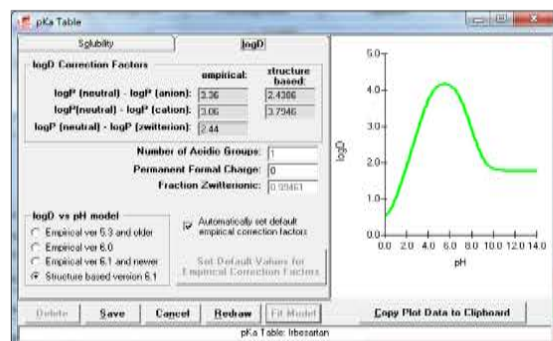 pKa Table
Solubility
logD
logD Correction Factors
empirical: structure based:
logP (neutral) - logP (anion): 2.4386
logP(neutral) - logP (cation): 3.06 3.7946
logP (neutral) - logP (zwitterion): 2.44
Number of Acidic Groups: 1
Permanent Formal Charge: 0
Fraction Zwitterionic: 0.99461
logD vs pH model
Empirical ver 5.3 and older
Empirical ver 6.0
Empirical ver 6.1 and newer
Structure based version 6.1
Automatically set default
empirical correction factors
Set Default Values for
Empirical Correction Factors
Delete Save Cancel Redraw Fit Model
Copy Plot Data to Clipboard
pKa Table: Irbesartan
5.0
4.0
3.0
2.0
1.0
0.0
logD
0.0 2.0 4.0 6.0 8.0 10.0 12.0 14.0
pH